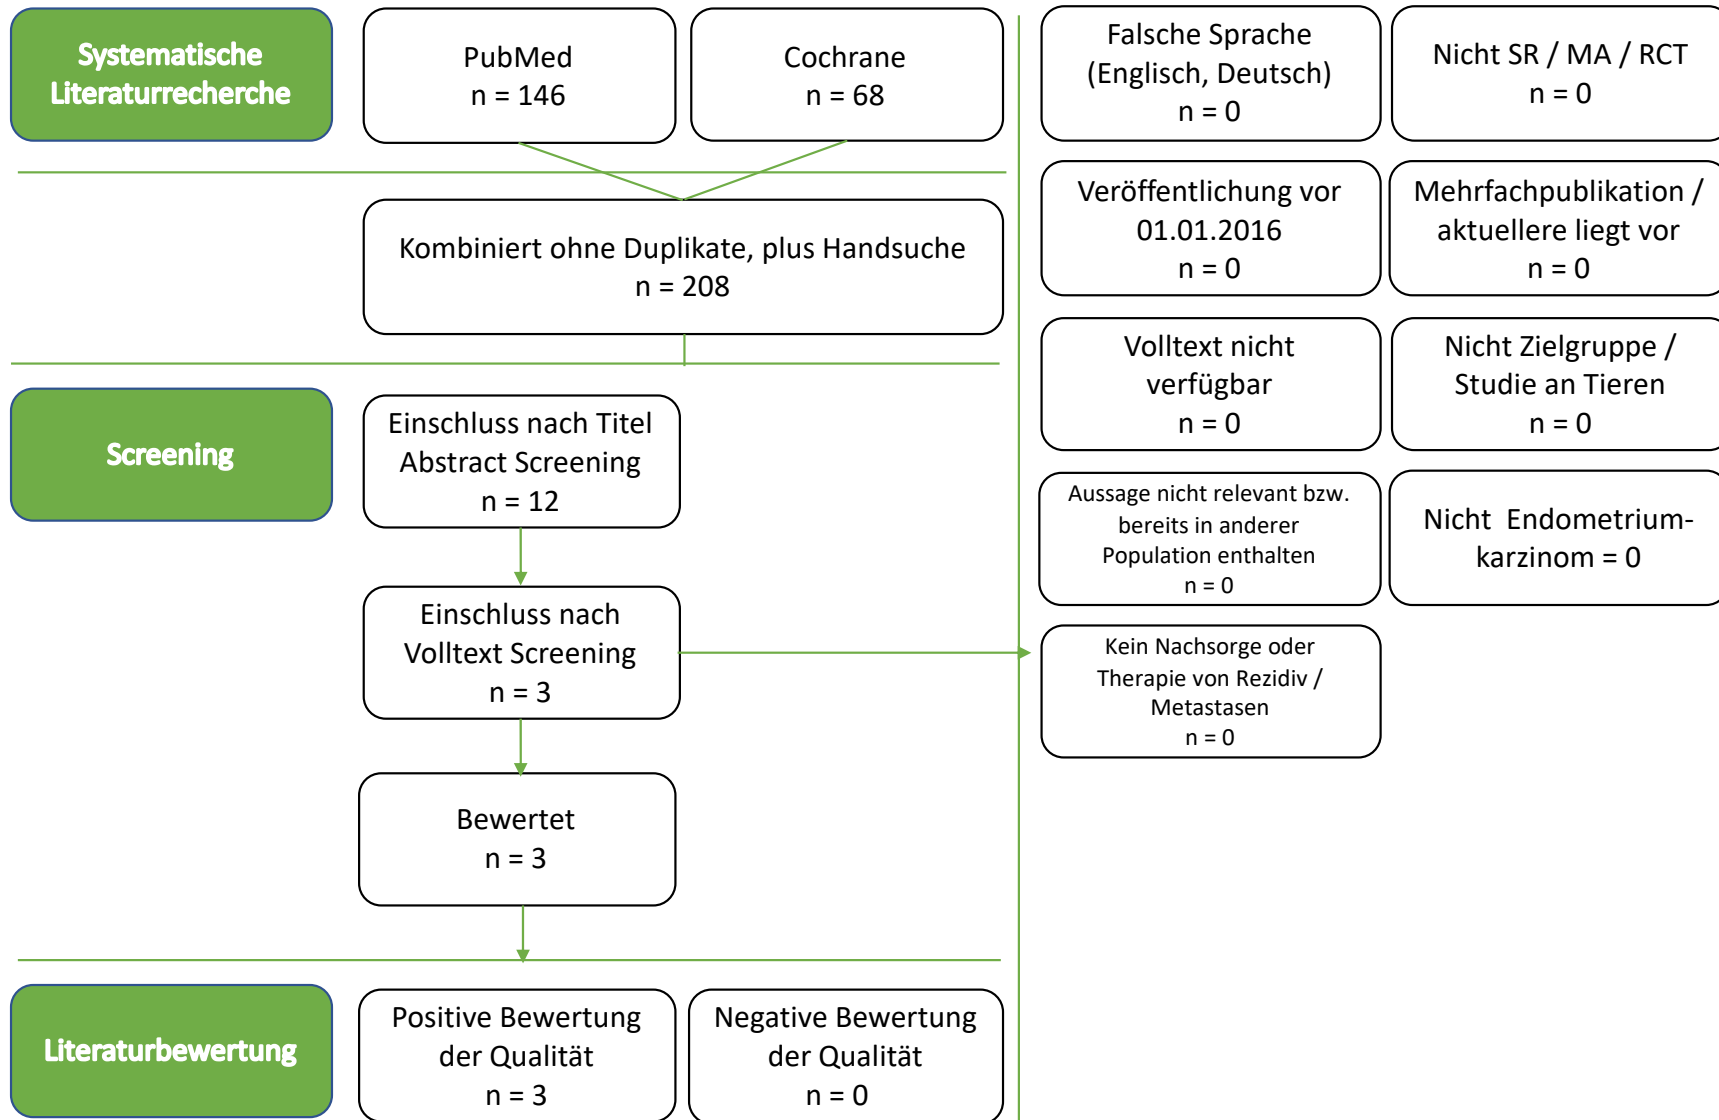 Systematische
Literaturrecherche
PubMed
n = 146
Cochrane
n = 68
Kombiniert ohne Duplikate, plus Handsuche
n = 208
Screening
Einschluss nach Titel
Abstract Screening
n = 12
Einschluss nach
Volltext Screening
n = 3
Bewertet
n = 3
Literaturbewertung
Positive Bewertung
der Qualität
n = 3
Negative Bewertung
der Qualität
n = 0
Falsche Sprache
(Englisch, Deutsch)
n = 0
Nicht SR / MA / RCT
n = 0
Veröffentlichung vor
01.01.2016
n = 0
Mehrfachpublikation /
aktuellere liegt vor
n = 0
Volltext nicht
verfügbar
n = 0
Nicht Zielgruppe /
Studie an Tieren
n = 0
Aussage nicht relevant bzw.
bereits in anderer
Population enthalten
n = 0
Nicht Endometrium-
karzinom = 0
Kein Nachsorge oder
Therapie von Rezidiv /
Metastasen
n = 0